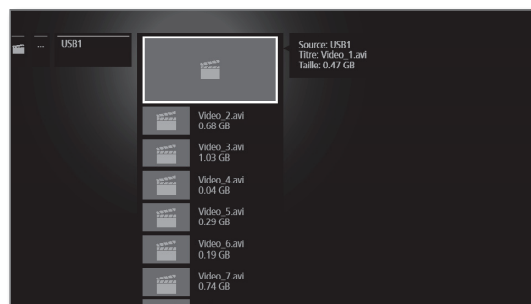 ...
USB1
Source: USB1
Titre: Video_1.avi
Taille: 0.47 GB
Video_2.avi
0.68 GB
Video_3.avi
1.03 GB
Video_4.avi
0.04 GB
Video_5.avi
0.29 GB
Video_6.avi
0.19 GB
Video_7.avi
0.74 GB